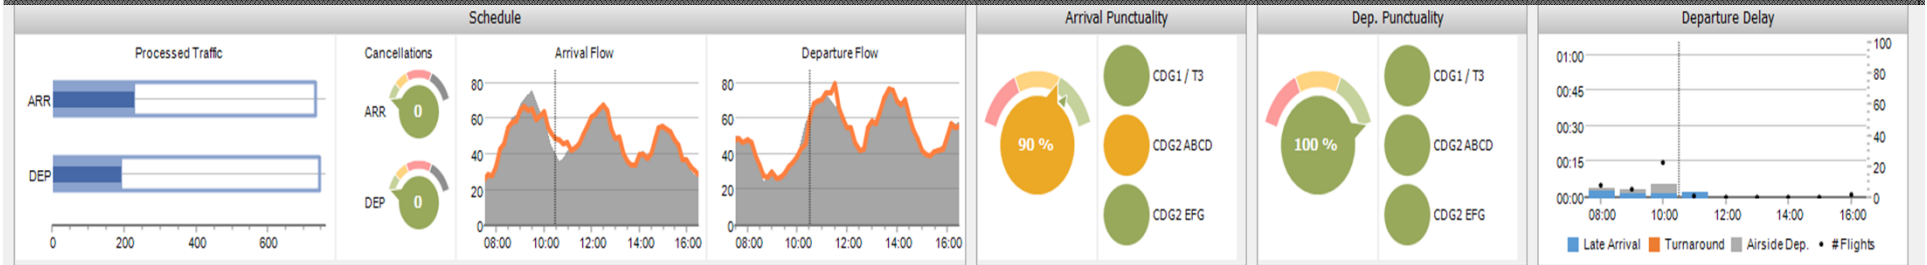 Schedule
Arrival Punctuality
Dep. Punctuality
Departure Delay
Processed Traffic
ARR
DEP
0 200 400 600
Cancellations
ARR
0
DEP
0
Arrival Flow
80
60
40
20
0
08:00 10:00 12:00 14:00 16:00
Departure Flow
80
60
40
20
0
08:00 10:00 12:00 14:00 16:00
90 %
CDG1 / T3
CDG2 ABCD
CDG2 EFG
100 %
CDG1 / T3
CDG2 ABCD
CDG2 EFG
01:00
00:45
00:30
00:15
00:00
100
80
60
40
20
0
08:00 10:00 12:00 14:00 16:00
Late Arrival Turnaround Airside Dep. # Flights